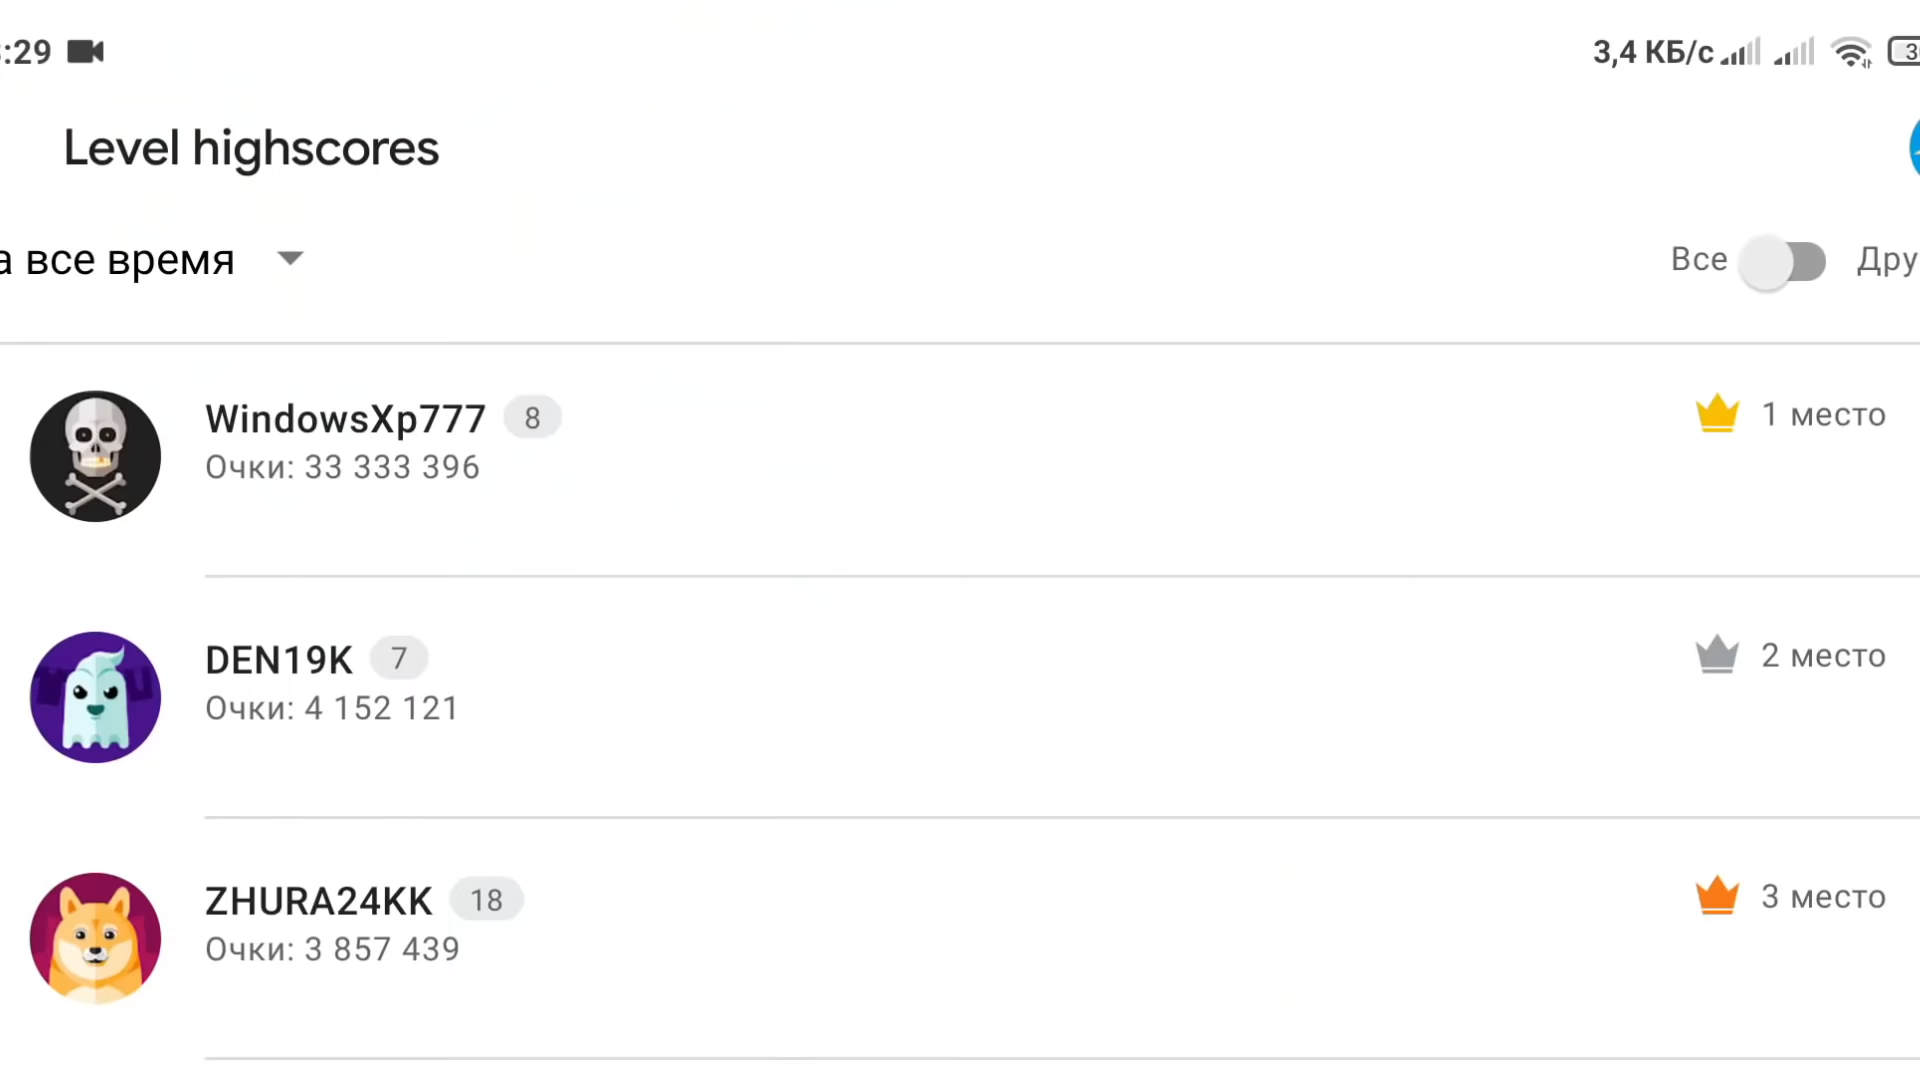 :29
3,4 КБ/с
Level highscores
а все время
Все
Дру
WindowsXp777 8
1 место
Очки: 33 333 396
DEN19K 7
2 место
Очки: 4 152 121
ZHURA24KK 18
3 место
Очки: 3 857 439